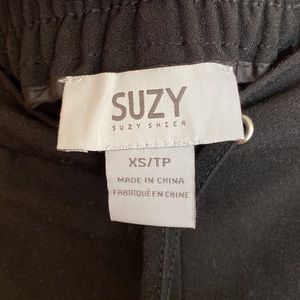 SUZY
SUZY SHIER
XS/TP
MADE IN CHINA
FABRIQUÉ EN CHINE